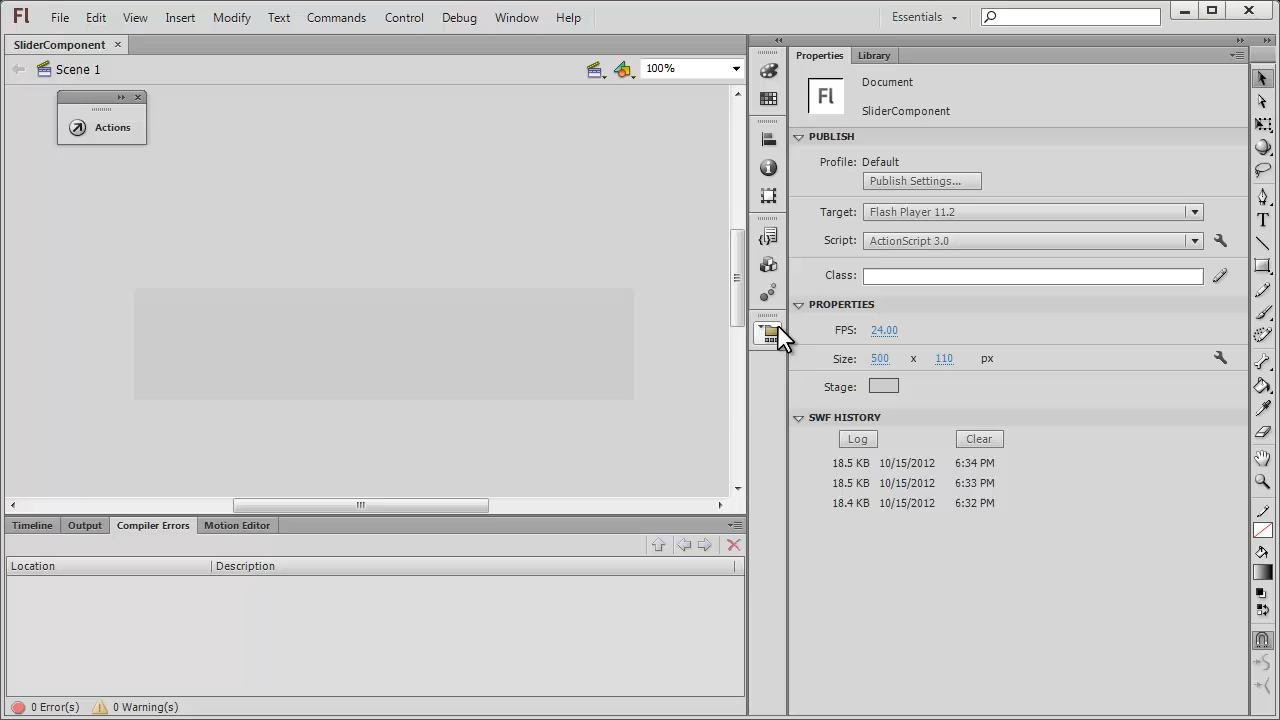 Fl File Edit View Insert Modify Text Commands Control Debug Window Help Essentials
SliderComponent
Scene 1 100%
Actions
Properties Library
Fl Document
SliderComponent
PUBLISH
Profile: Default
Publish Settings...
Target: Flash Player 11.2
Script: ActionScript 3.0
Class:
PROPERTIES
FPS: 24.00
Size: 500 x 110 px
Stage:
SWF HISTORY
Log Clear
18.5 KB 10/15/2012 6:34 PM
18.5 KB 10/15/2012 6:33 PM
18.4 KB 10/15/2012 6:32 PM
Timeline Output Compiler Errors Motion Editor
Location Description
0 Error(s) 0 Warning(s)